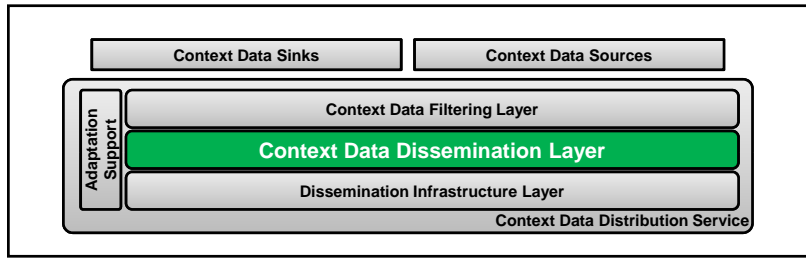 Context Data Sinks
Context Data Sources
Adaptation
Support
Context Data Filtering Layer
Context Data Dissemination Layer
Dissemination Infrastructure Layer
Context Data Distribution Service